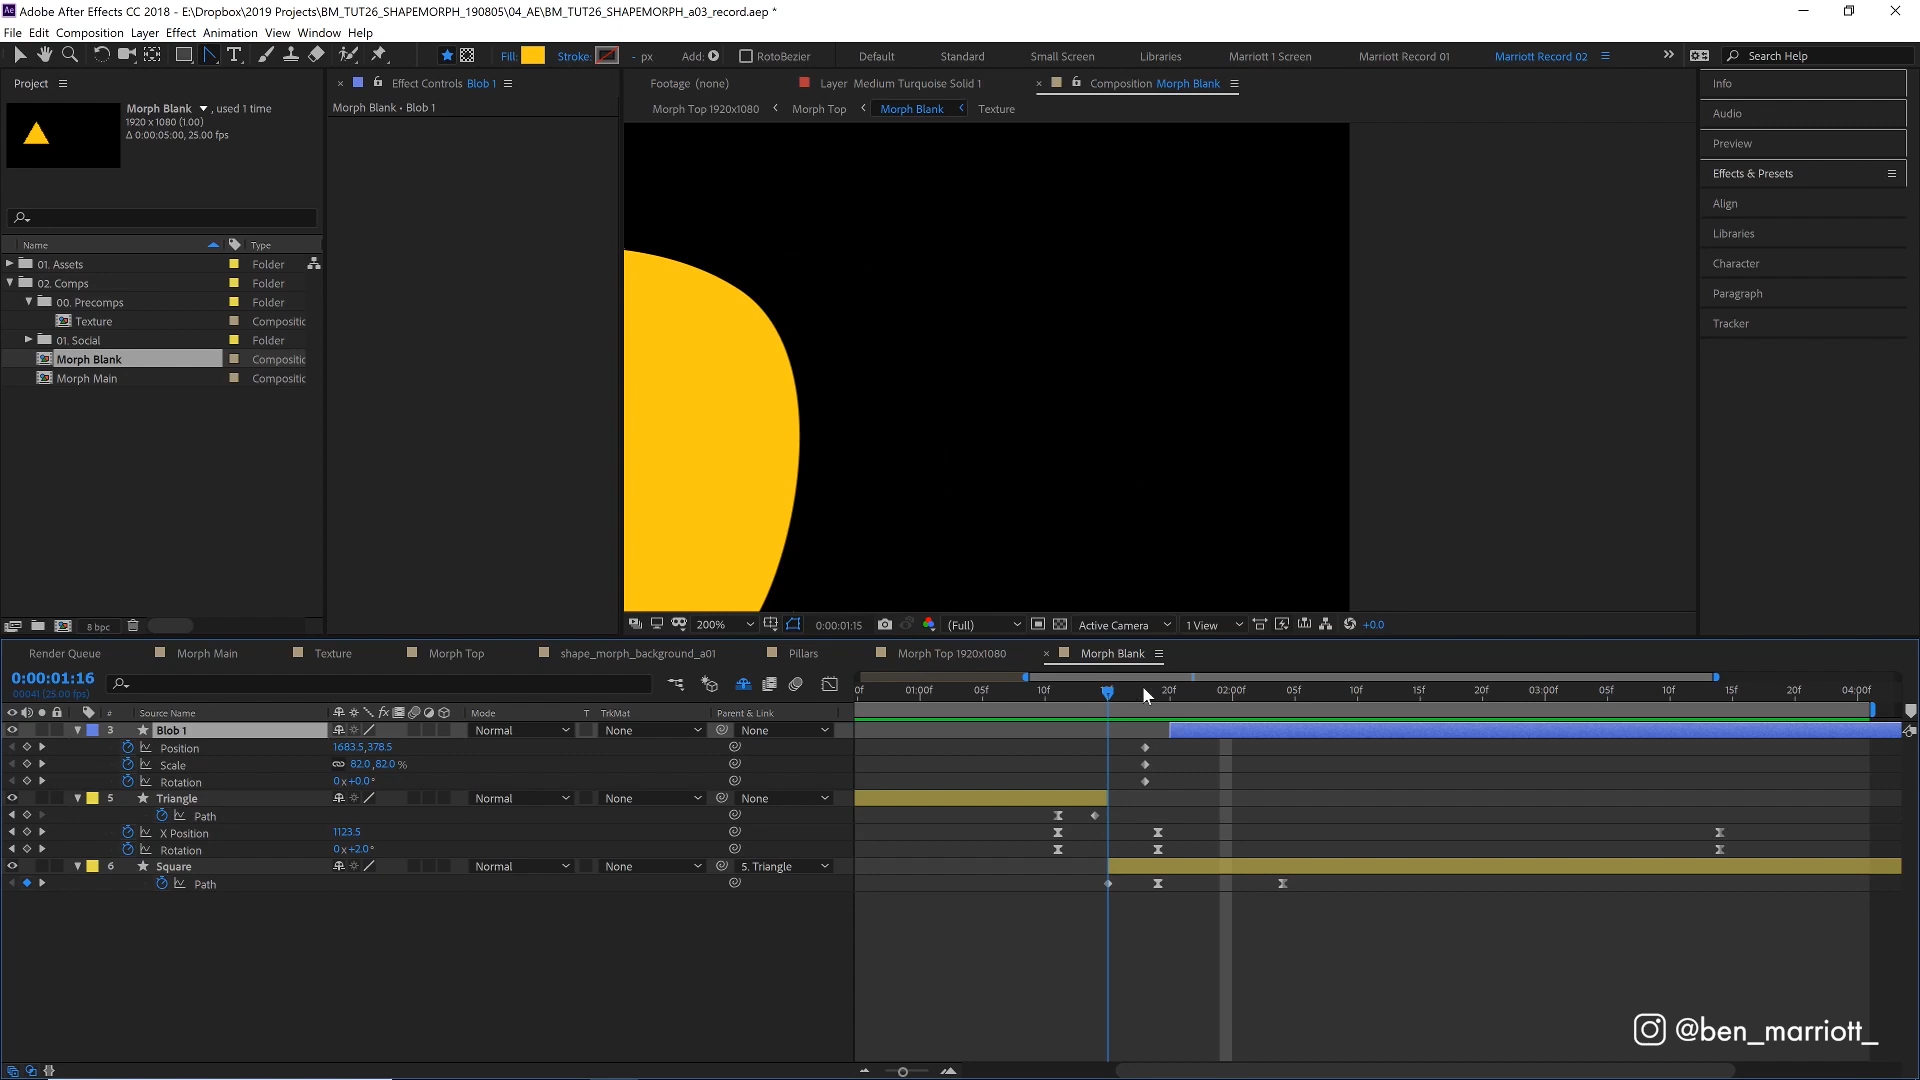 Adobe After Effects CC 2018 - E:\Dropbox\2019 Projects\BM_TUT26_SHAPEMORPH_190805\04_AE\BM_TUT26_SHAPEMORPH_a03_record.aep *
File Edit Composition Layer Effect Animation View Window Help
Fill: Stroke: - px Add: RotoBezier Default Standard Small Screen Libraries Marriott 1 Screen Marriott Record 01 Marriott Record 02 Search Help
Project Effect Controls Blob 1 Footage (none) Layer Medium Turquoise Solid 1 Composition Morph Blank Info
Morph Blank , used 1 time Morph Blank • Blob 1 Morph Top 1920x1080 Morph Top Morph Blank Texture Audio
1920 x 1080 (1.00)
Δ 0:00:05:00, 25.00 fps
Preview
Effects & Presets
Align
Libraries
Character
Paragraph
Tracker
Name Type
01. Assets Folder
02. Comps Folder
00. Precomps Folder
Texture Compositic
01. Social Folder
Morph Blank Compositic
Morph Main Compositic
8 bpc 200% 0:00:01:15 (Full) Active Camera 1 View +0.0
Render Queue Morph Main Texture Morph Top shape_morph_background_a01 Pillars Morph Top 1920x1080 Morph Blank
0:00:01:16
00041 (25.00 fps)
0f 01:00f 05f 10f 20f 02:00f 05f 10f 15f 20f 03:00f 05f 10f 15f 20f 04:00f
# Source Name Mode T TrkMat Parent & Link
3 Blob 1 Normal None None
Position 1683.5,378.5
Scale 82.0,82.0 %
Rotation 0x+0.0°
5 Triangle Normal None None
Path
X Position 1123.5
Rotation 0x+2.0°
6 Square Normal None 5. Triangle
Path
@ben_marriott_